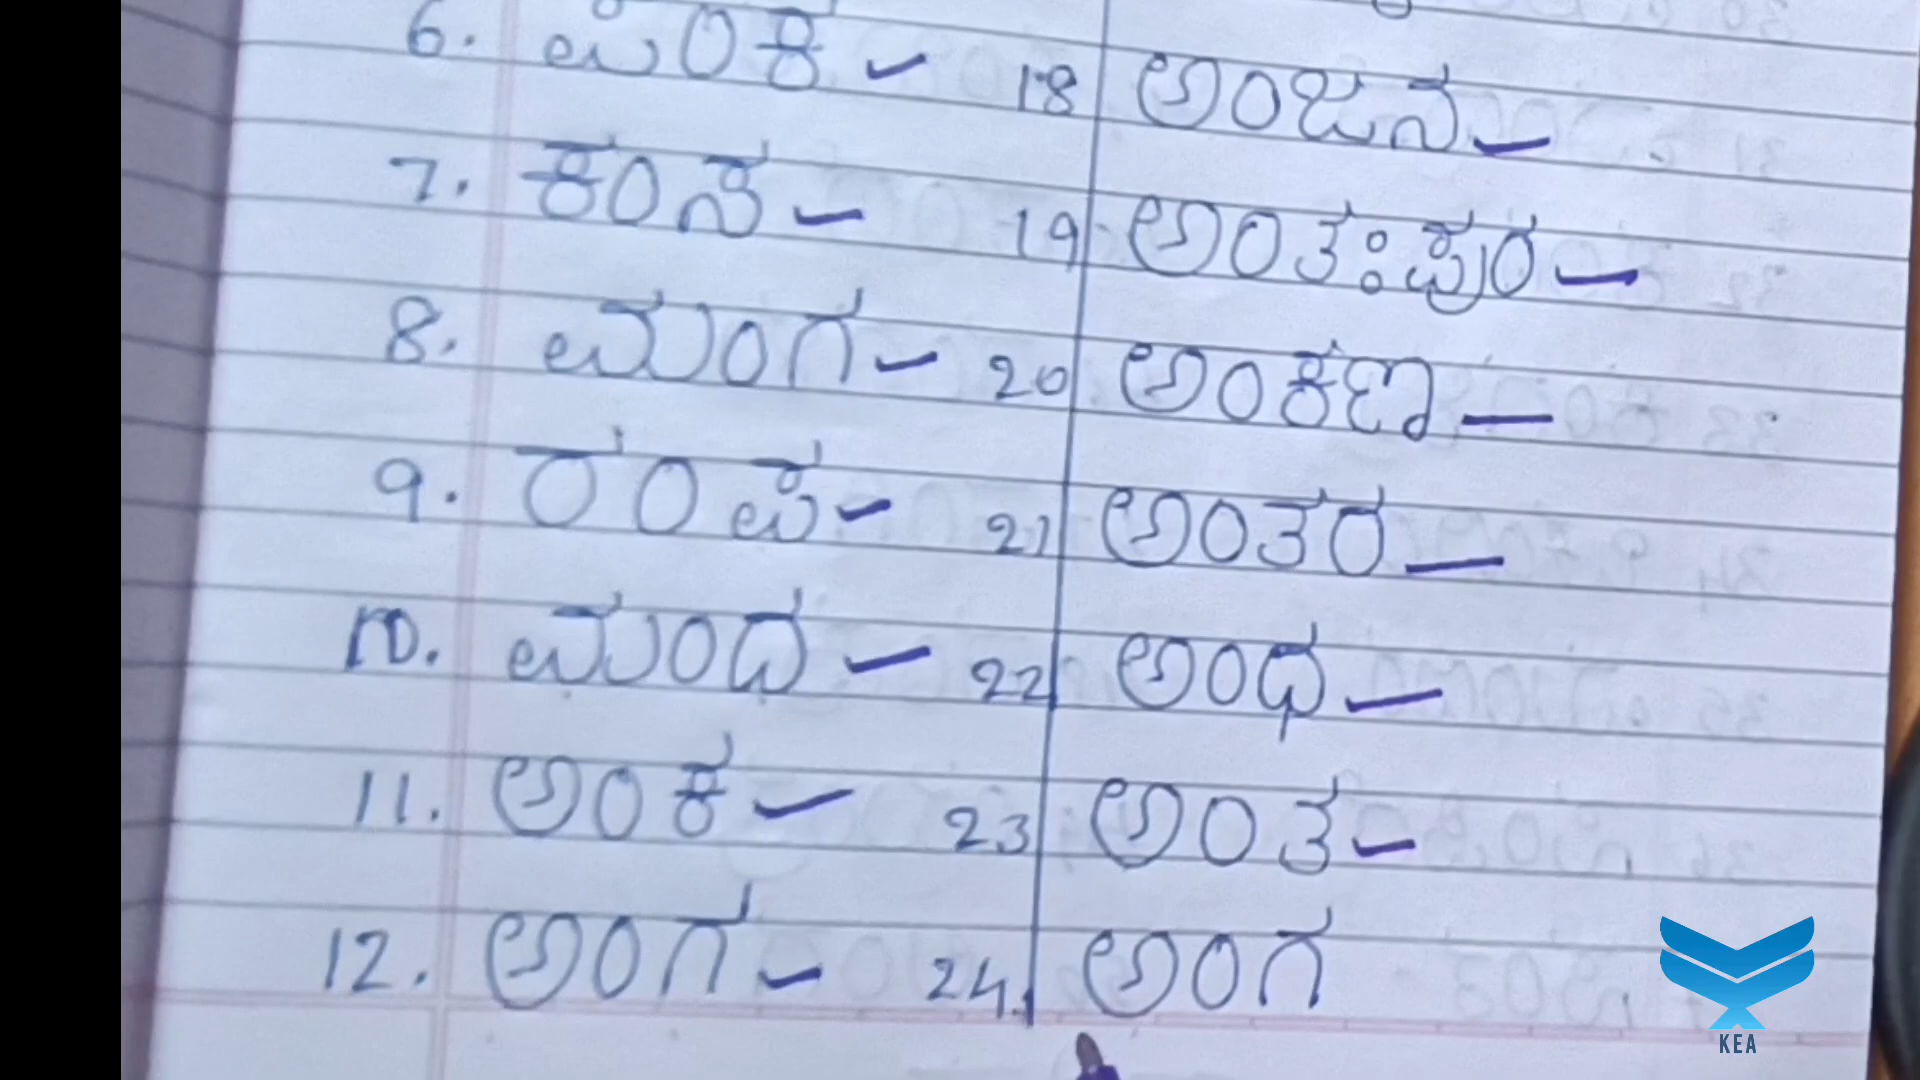 6. ಪಂಕ - 18 ಅಂಜನ -
7. ಕಂಸ - 19 ಅಂತಃಪುರ -
8. ಮಂಗ - 20 ಅಂಕಣ -
9. ರಂಪ - 21 ಅಂತರ -
10. ಮಂದ - 22 ಅಂಧ -
11. ಅಂಕ - 23 ಅಂತ -
12. ಅಂಗ - 24. ಅಂಗ
KEA